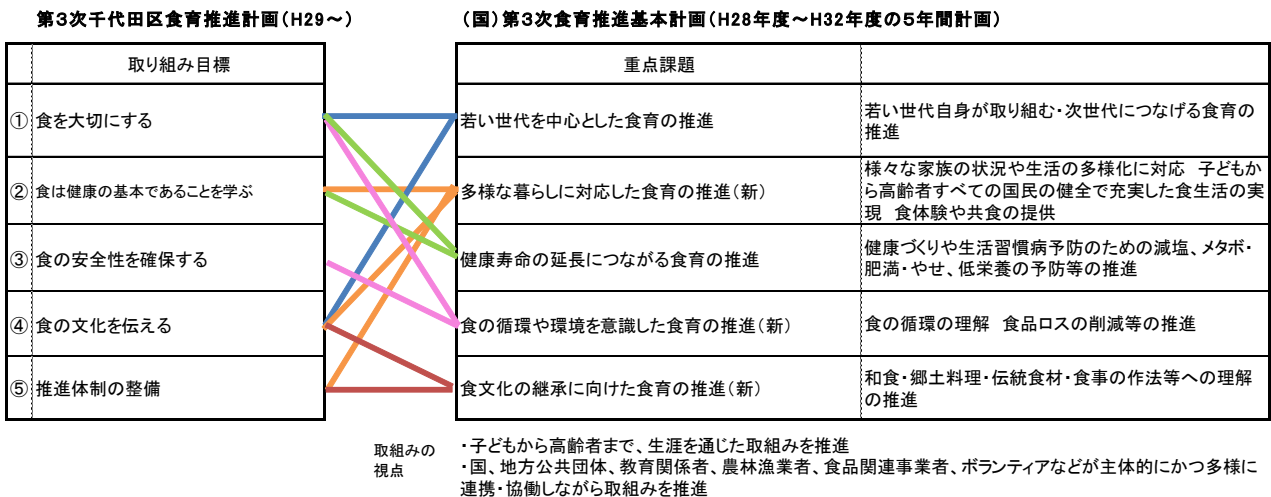 第３次千代田区食育推進計画（H29～）
（国）第３次食育推進基本計画（H28年度～H32年度の５年間計画）
取り組み目標
重点課題
① 食を大切にする
若い世代を中心とした食育の推進
若い世代自身が取り組む・次世代につなげる食育の
推進
② 食は健康の基本であることを学ぶ
多様な暮らしに対応した食育の推進（新）
様々な家族の状況や生活の多様化に対応　子どもか
ら高齢者すべての国民の健全で充実した食生活の実
現　食体験や共食の提供
③ 食の安全性を確保する
健康寿命の延長につながる食育の推進
健康づくりや生活習慣病予防のための減塩、メタボ・
肥満・やせ、低栄養の予防等の推進
④ 食の文化を伝える
食の循環や環境を意識した食育の推進（新）
食の循環の理解　食品ロスの削減等の推進
⑤ 推進体制の整備
食文化の継承に向けた食育の推進（新）
和食・郷土料理・伝統食材・食事の作法等への理解
の推進
取組みの
視点
・子どもから高齢者まで、生涯を通じた取組みを推進
・国、地方公共団体、教育関係者、農林漁業者、食品関連事業者、ボランティアなどが主体的にかつ多様に
連携・協働しながら取組みを推進